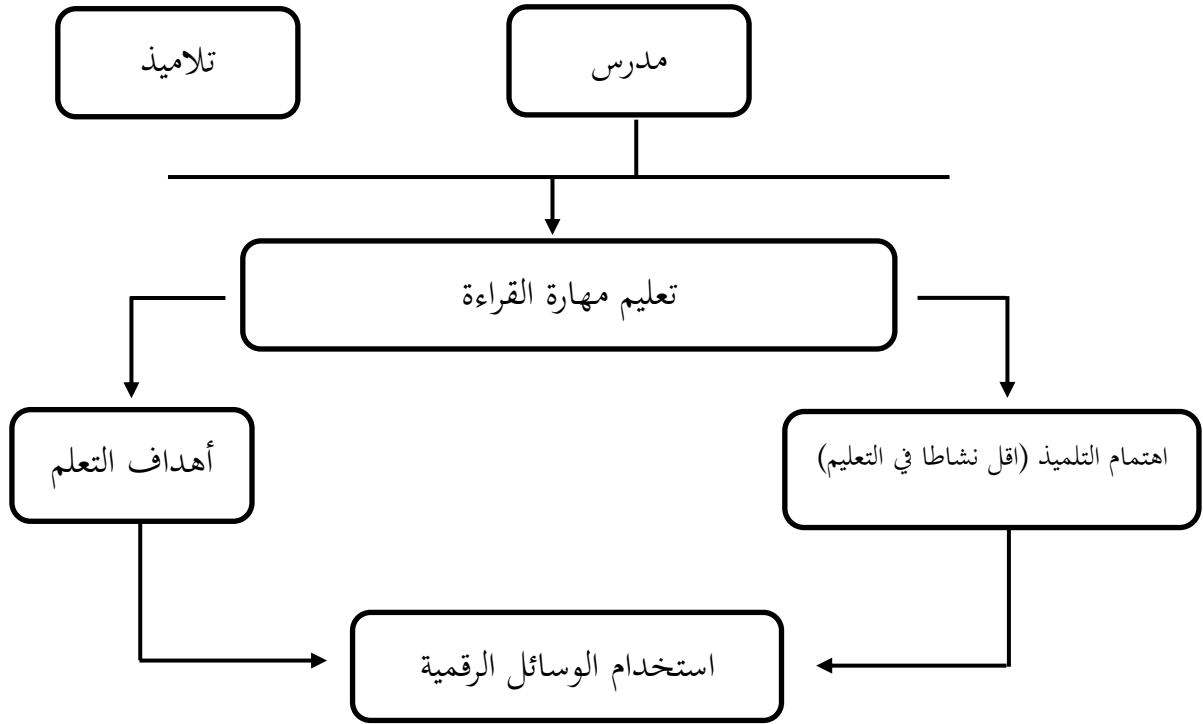 مدرس
تلاميذ
تعليم مهارة القراءة
اهتمام التلميذ (اقل نشاطا في التعليم)
أهداف التعلم
استخدام الوسائل الرقمية